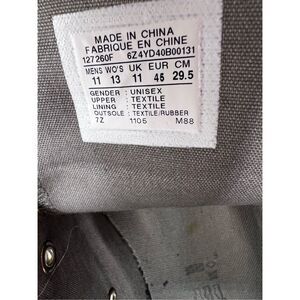 MADE IN CHINA
FABRIQUE EN CHINE
127260F 6Z4YD40B00131
MENS WO'S UK EUR CM
11 13 11 45 29.5
GENDER : UNISEX
UPPER : TEXTILE
LINING : TEXTILE
OUTSOLE : TEXTILE/RUBBER
7Z 1105 M88